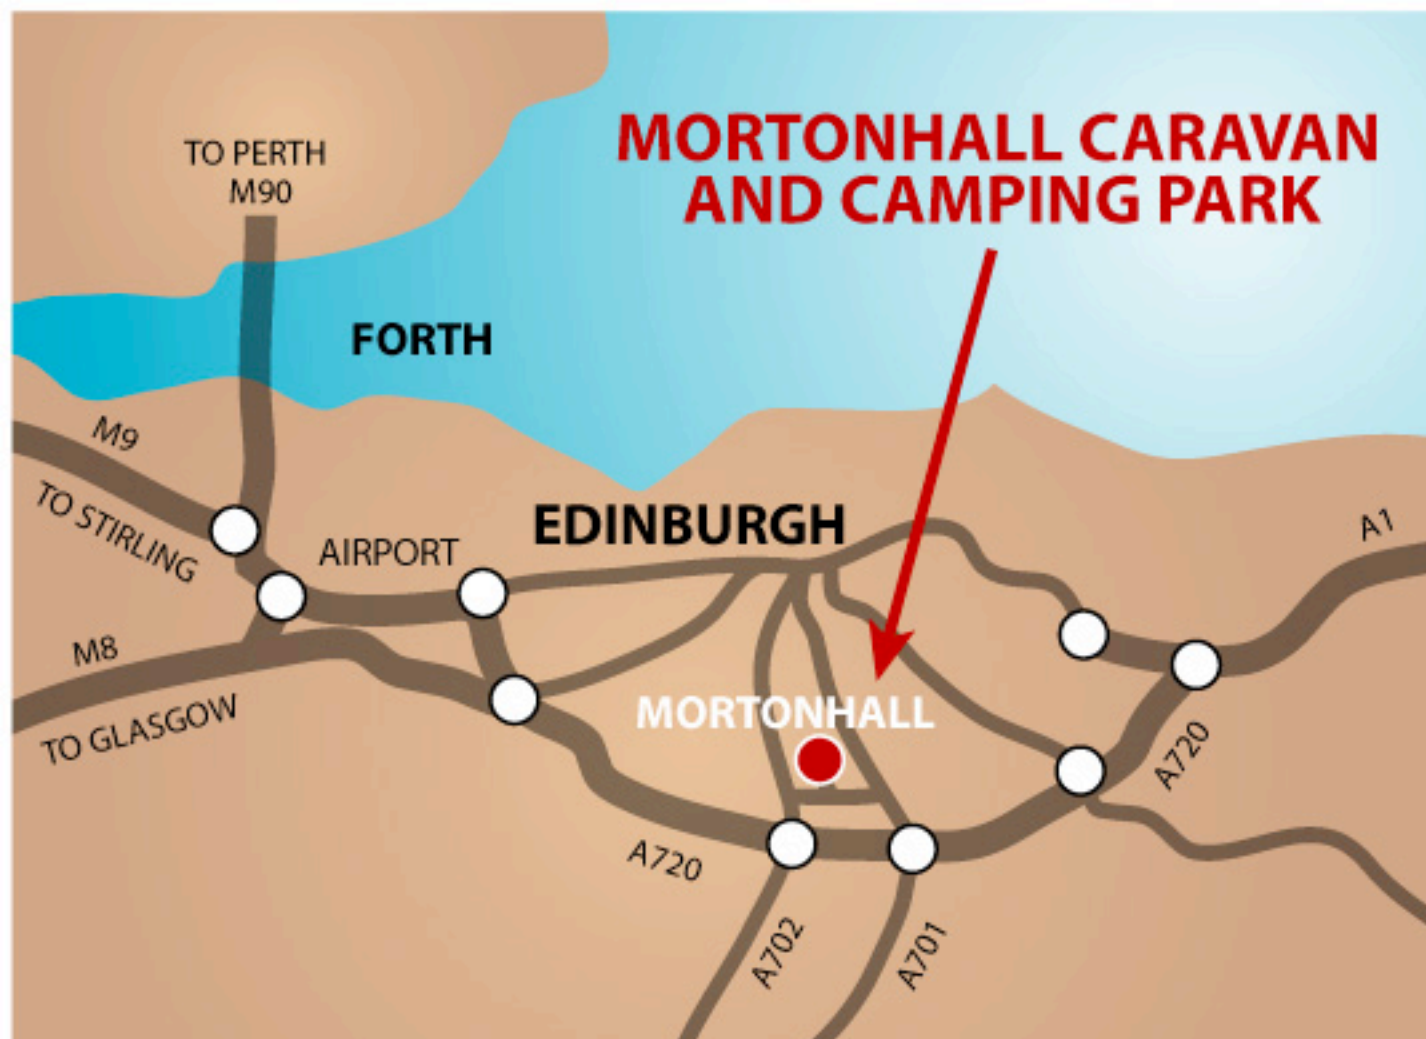 MORTONHALL CARAVAN
AND CAMPING PARK
TO PERTH
M90
FORTH
M9
TO STIRLING
AIRPORT
EDINBURGH
A1
M8
TO GLASGOW
MORTONHALL
A720
A720
A702
A701